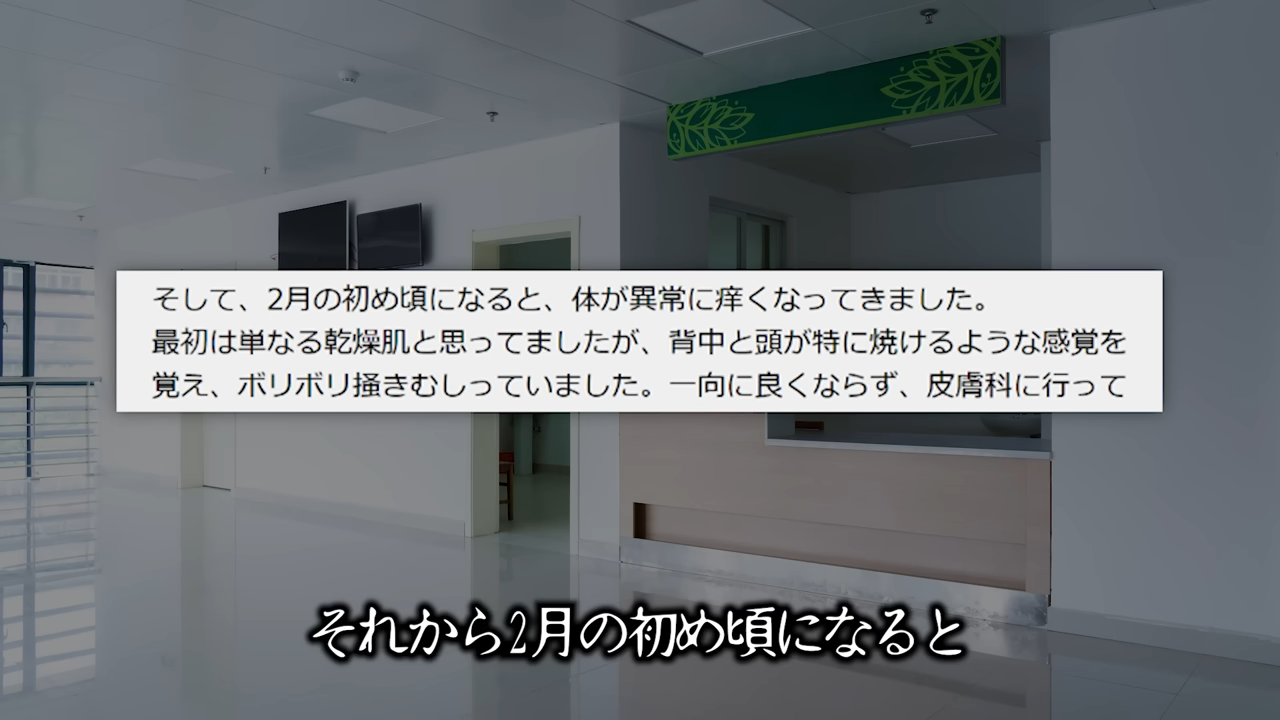 そして、2月の初め頃になると、体が異常に痒くなってきました。
最初は単なる乾燥肌と思ってましたが、背中と頭が特に焼けるような感覚を
覚え、ボリボリ掻きむしっていました。一向に良くならず、皮膚科に行って
それから2月の初め頃になると